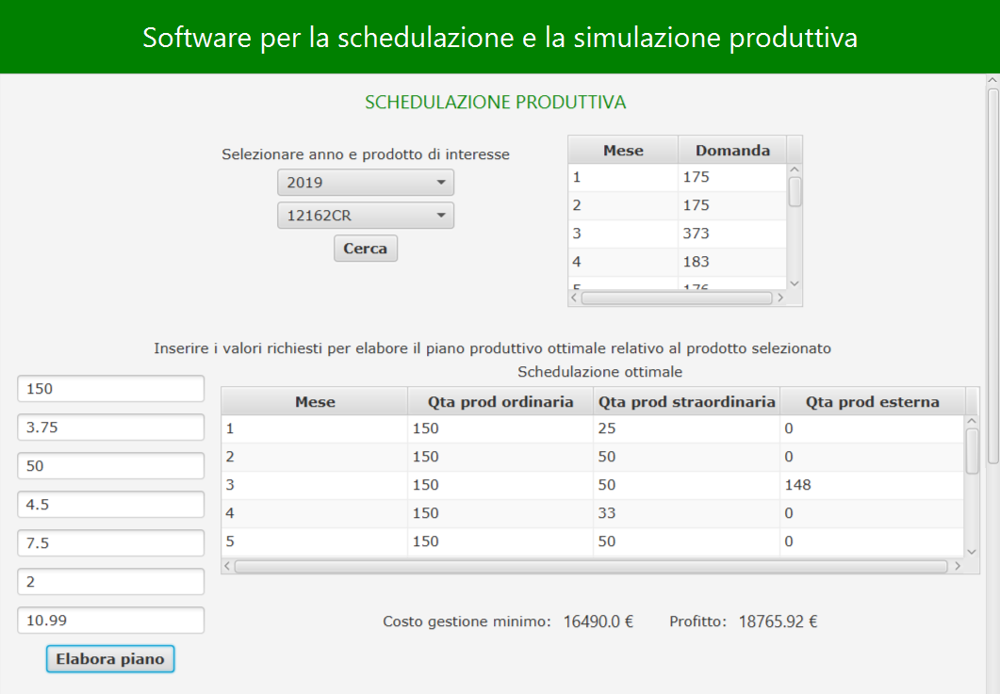 Software per la schedulazione e la simulazione produttiva
SCHEDULAZIONE PRODUTTIVA
Selezionare anno e prodotto di interesse
2019
12162CR
Cerca
Mese Domanda
1 175
2 175
3 373
4 183
5 176
Inserire i valori richiesti per elabore il piano produttivo ottimale relativo al prodotto selezionato
Schedulazione ottimale
150
3.75
50
4.5
7.5
2
10.99
Elabora piano
Mese Qta prod ordinaria Qta prod straordinaria Qta prod esterna
1 150 25 0
2 150 50 0
3 150 50 148
4 150 33 0
5 150 50 0
Costo gestione minimo: 16490.0 € Profitto: 18765.92 €